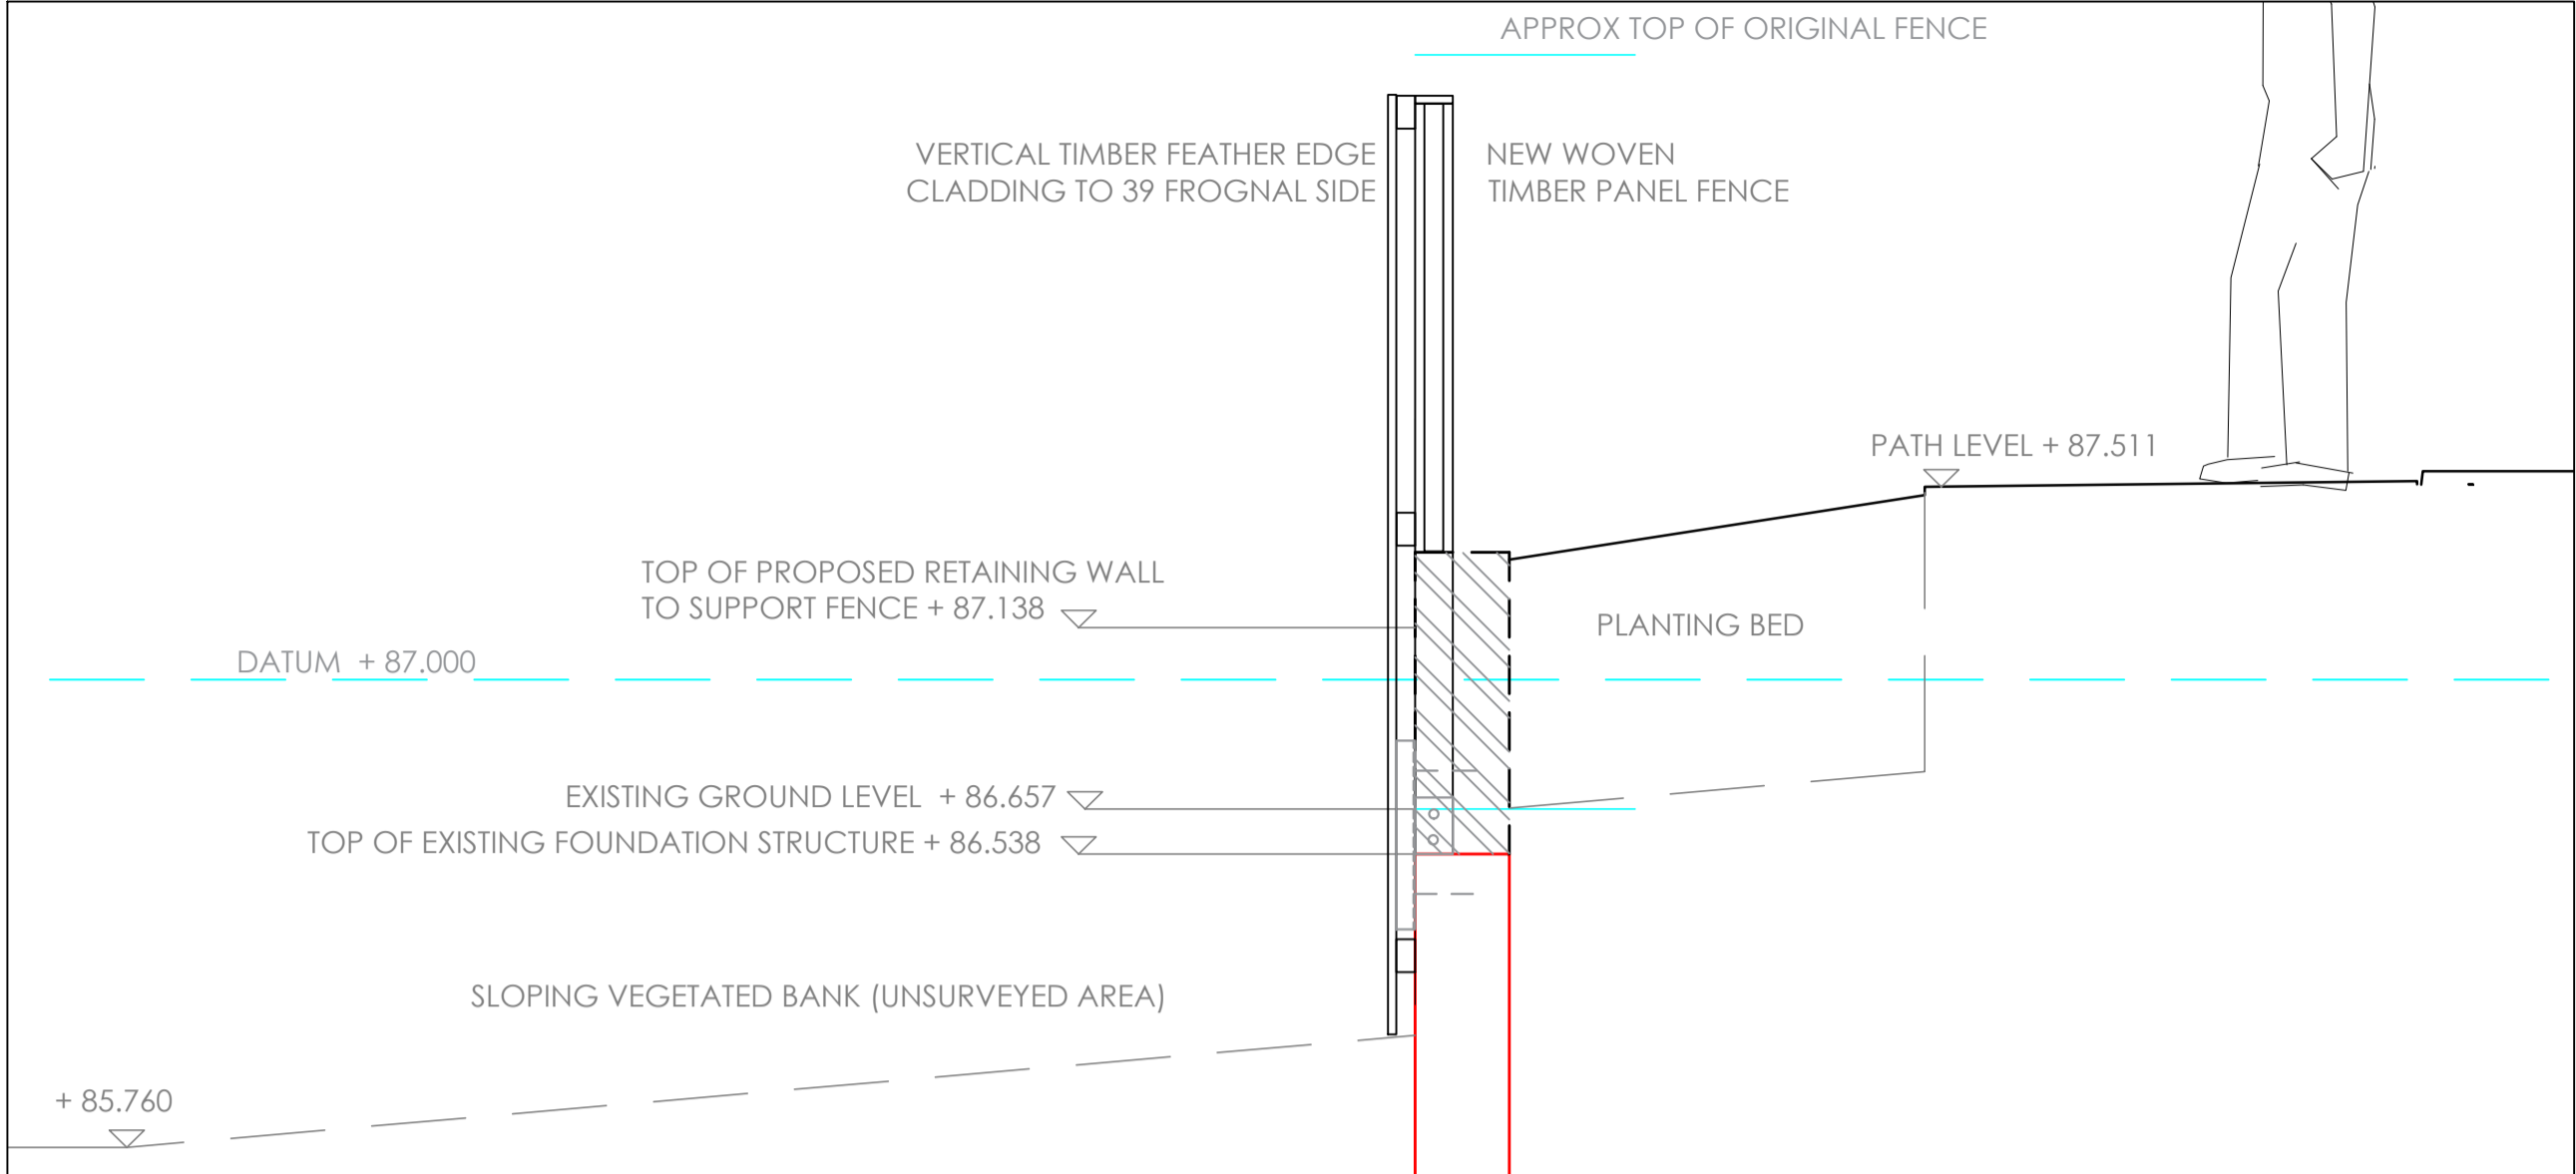 APPROX TOP OF ORIGINAL FENCE
VERTICAL TIMBER FEATHER EDGE
CLADDING TO 39 FROGNAL SIDE
NEW WOVEN
TIMBER PANEL FENCE
PATH LEVEL + 87.511
TOP OF PROPOSED RETAINING WALL
TO SUPPORT FENCE + 87.138
PLANTING BED
DATUM + 87.000
EXISTING GROUND LEVEL + 86.657
TOP OF EXISTING FOUNDATION STRUCTURE + 86.538
SLOPING VEGETATED BANK (UNSURVEYED AREA)
+ 85.760